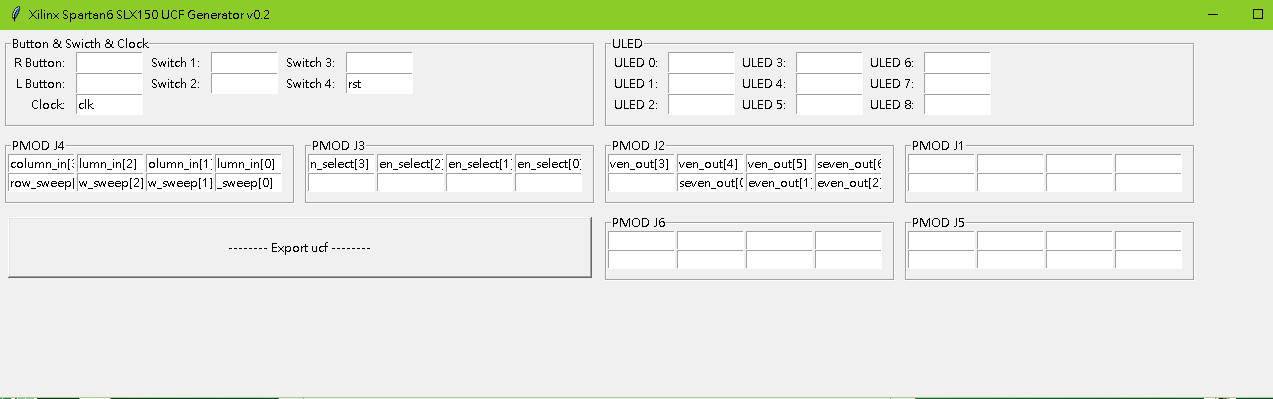 Xilinx Spartan6 SLX150 UCF Generator v0.2
Button & Swicth & Clock
R Button: Switch 1: Switch 3:
L Button: Switch 2: Switch 4: rst
Clock: clk
ULED
ULED 0: ULED 3: ULED 6:
ULED 1: ULED 4: ULED 7:
ULED 2: ULED 5: ULED 8:
PMOD J4
column_in[3 lumn_in[2] olumn_in[1] lumn_in[0]
row_sweep[ w_sweep[2] w_sweep[1] _sweep[0]
PMOD J3
n_select[3] en_select[2] en_select[1] en_select[0]
PMOD J2
ven_out[3] ven_out[4] ven_out[5] seven_out[6
seven_out[0 even_out[1] even_out[2]
PMOD J1
-------- Export ucf --------
PMOD J6
PMOD J5